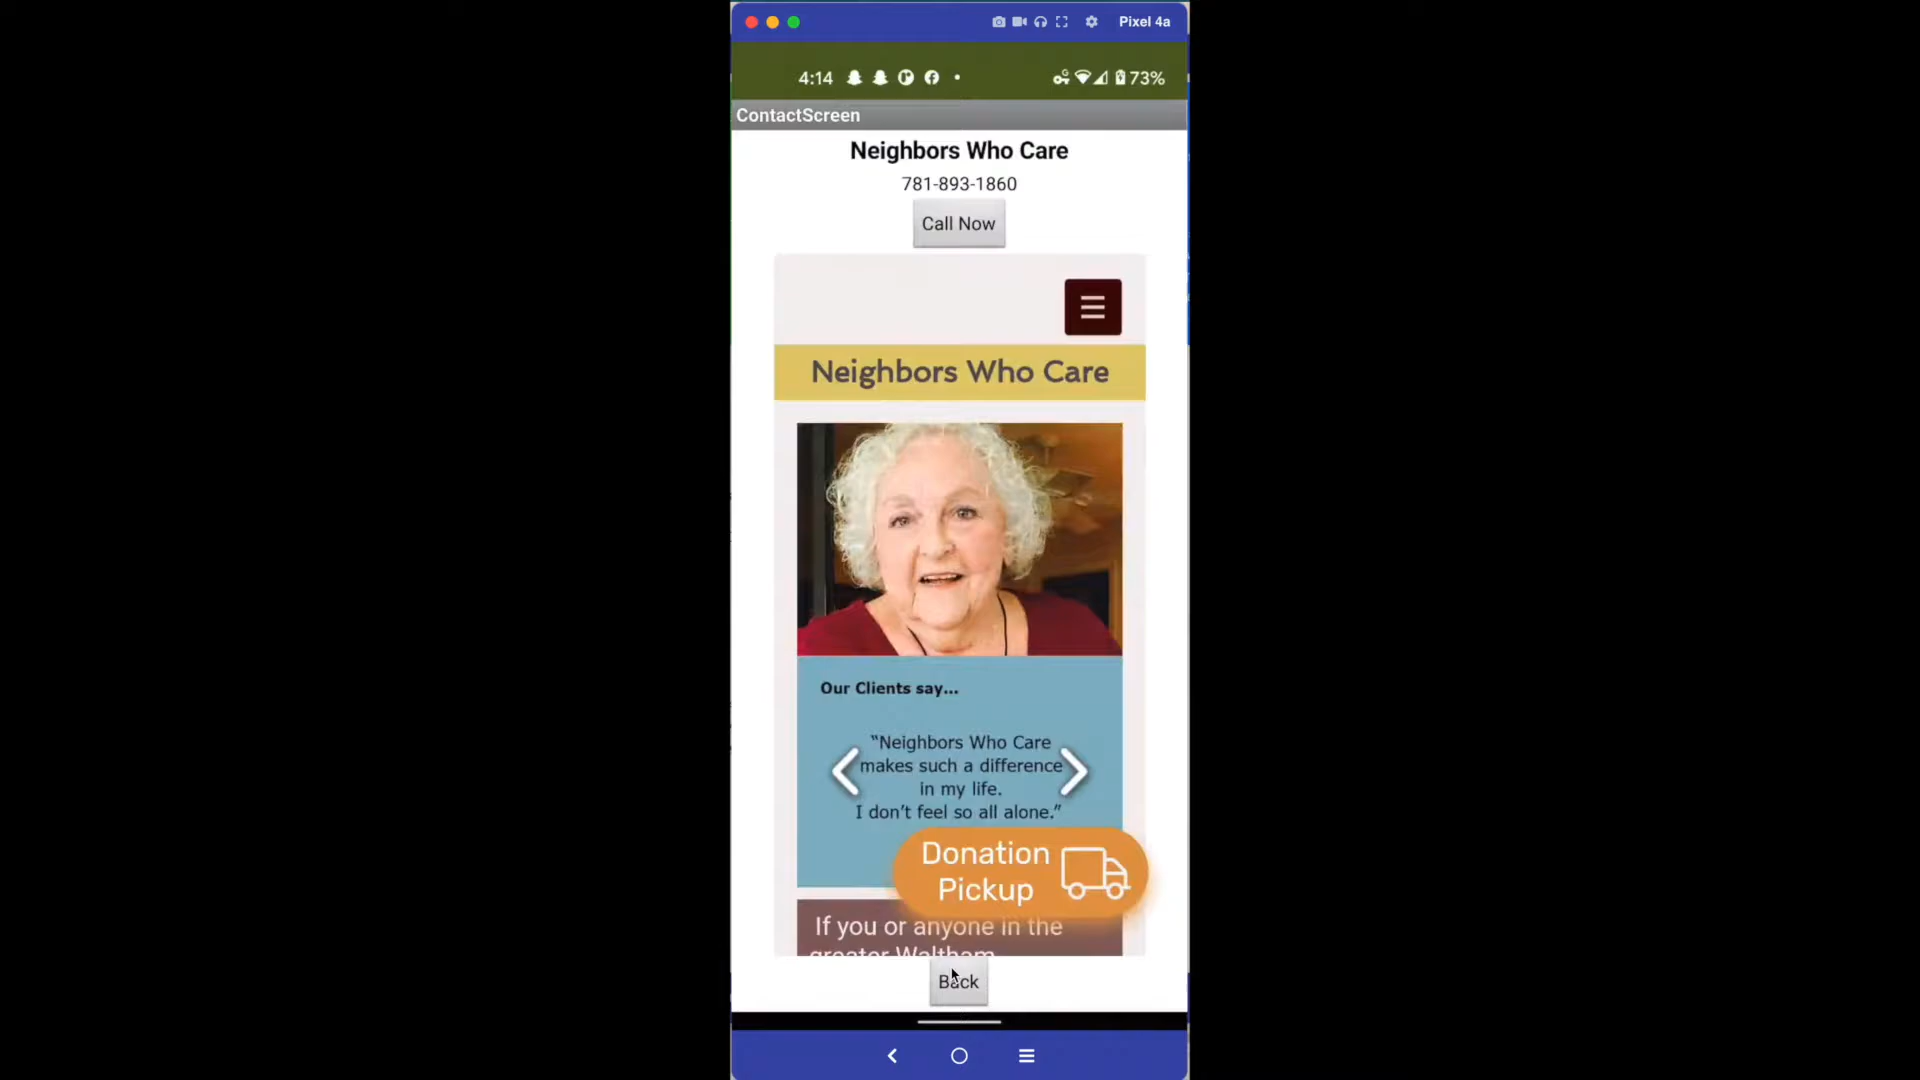 Pixel 4a
4:14
73%
ContactScreen
Neighbors Who Care
781-893-1860
Call Now
Neighbors Who Care
Our Clients say...
“Neighbors Who Care
makes such a difference
in my life.
I don’t feel so all alone.”
Donation
Pickup
If you or anyone in the
greater Waltham
Back